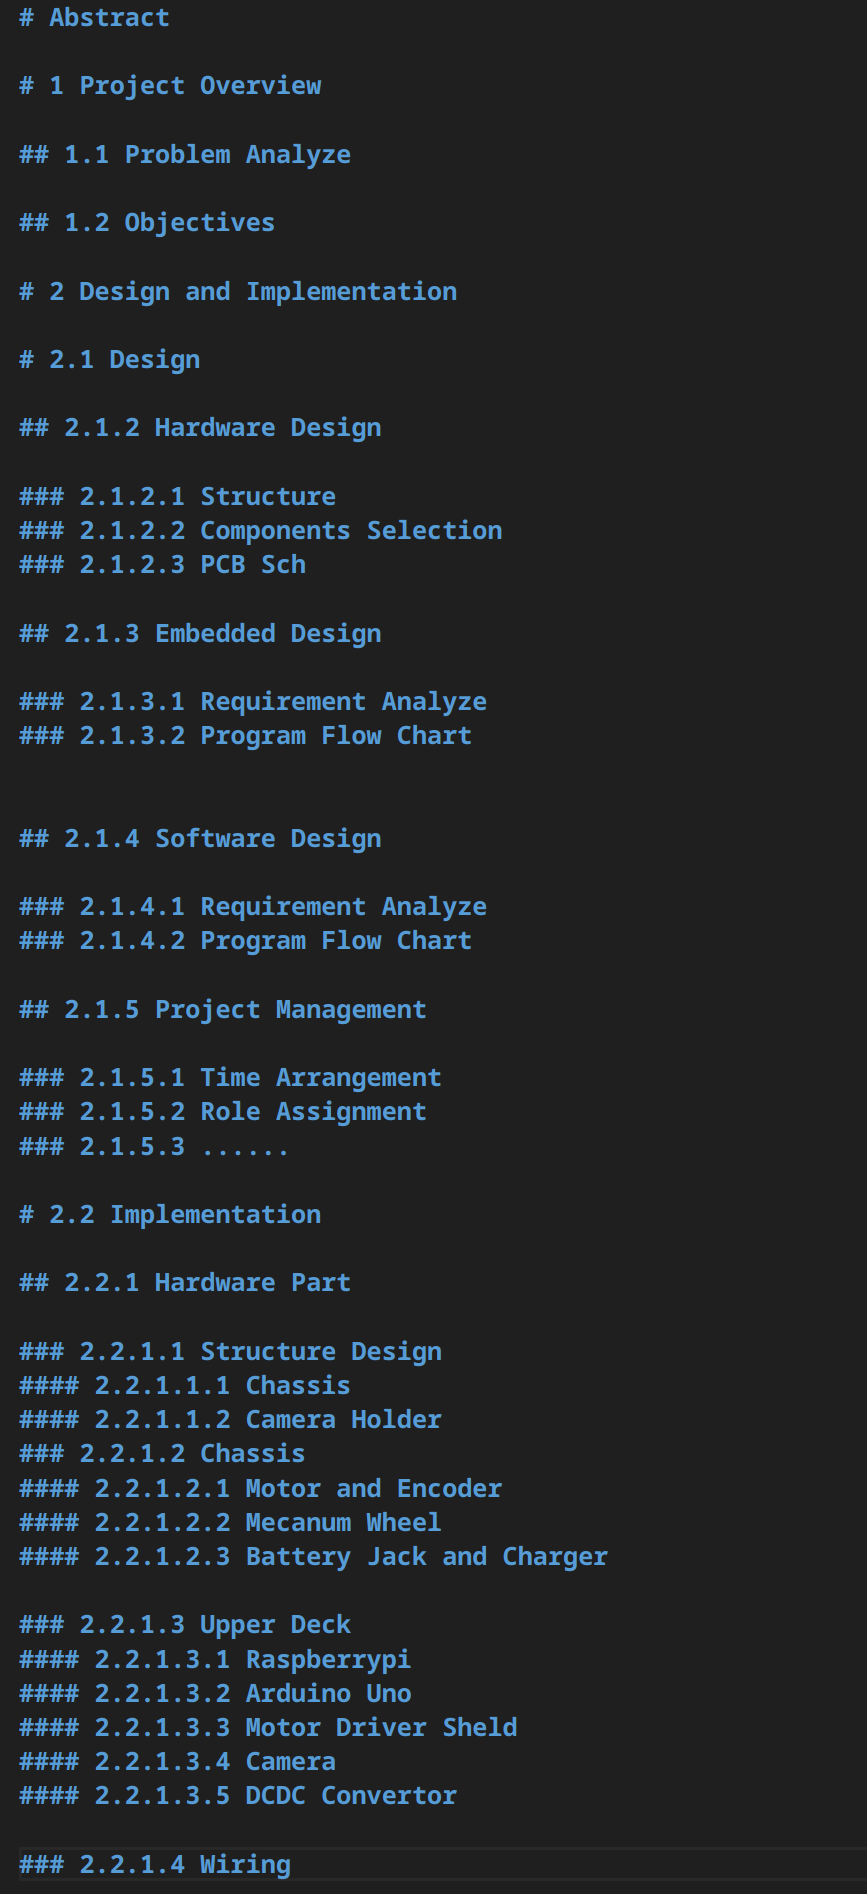 # Abstract
# 1 Project Overview
## 1.1 Problem Analyze
## 1.2 Objectives
# 2 Design and Implementation
# 2.1 Design
## 2.1.2 Hardware Design
### 2.1.2.1 Structure
### 2.1.2.2 Components Selection
### 2.1.2.3 PCB Sch
## 2.1.3 Embedded Design
### 2.1.3.1 Requirement Analyze
### 2.1.3.2 Program Flow Chart
## 2.1.4 Software Design
### 2.1.4.1 Requirement Analyze
### 2.1.4.2 Program Flow Chart
## 2.1.5 Project Management
### 2.1.5.1 Time Arrangement
### 2.1.5.2 Role Assignment
### 2.1.5.3 ......
# 2.2 Implementation
## 2.2.1 Hardware Part
### 2.2.1.1 Structure Design
#### 2.2.1.1.1 Chassis
#### 2.2.1.1.2 Camera Holder
### 2.2.1.2 Chassis
#### 2.2.1.2.1 Motor and Encoder
#### 2.2.1.2.2 Mecanum Wheel
#### 2.2.1.2.3 Battery Jack and Charger
### 2.2.1.3 Upper Deck
#### 2.2.1.3.1 Raspberrypi
#### 2.2.1.3.2 Arduino Uno
#### 2.2.1.3.3 Motor Driver Sheld
#### 2.2.1.3.4 Camera
#### 2.2.1.3.5 DCDC Convertor
### 2.2.1.4 Wiring